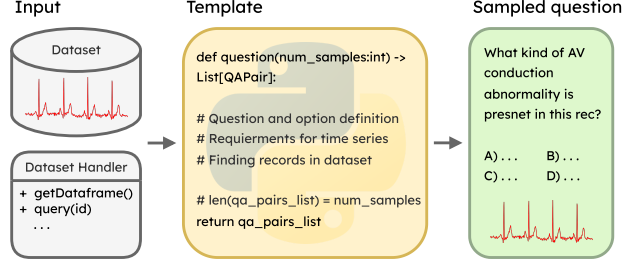 Input
Template
Sampled question
Dataset
Dataset Handler
+ getDataframe()
+ query(id)
...
def question(num_samples:int) ->
List[QAPair]:
# Question and option definition
# Requierments for time series
# Finding records in dataset
# len(qa_pairs_list) = num_samples
return qa_pairs_list
What kind of AV
conduction
abnormality is
presnet in this rec?
A) ... B) ...
C) ... D) ...